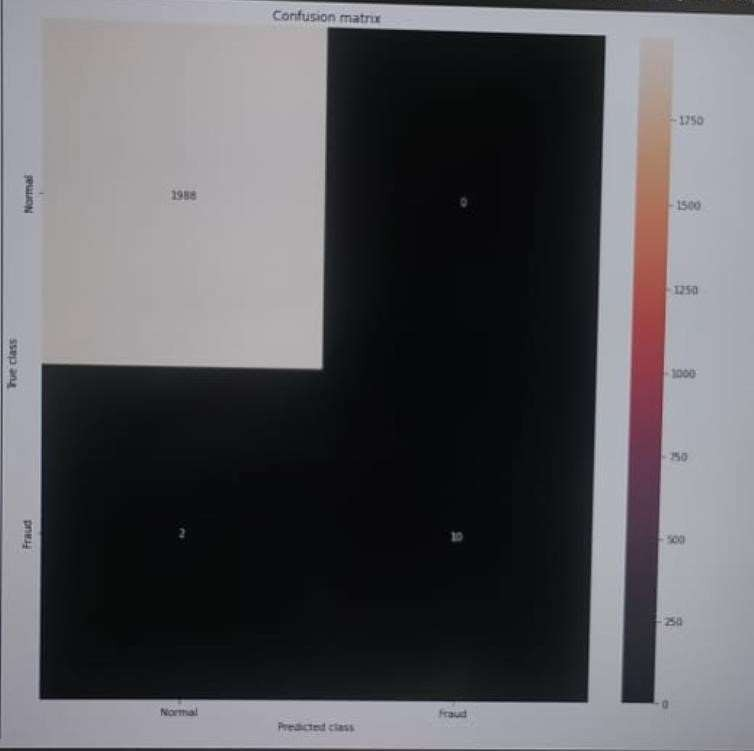 Confusion matrix
Normal
1988
0
True class
Fraud
2
10
Normal
Fraud
Predicted class
1750
1500
1250
1000
750
500
250
0